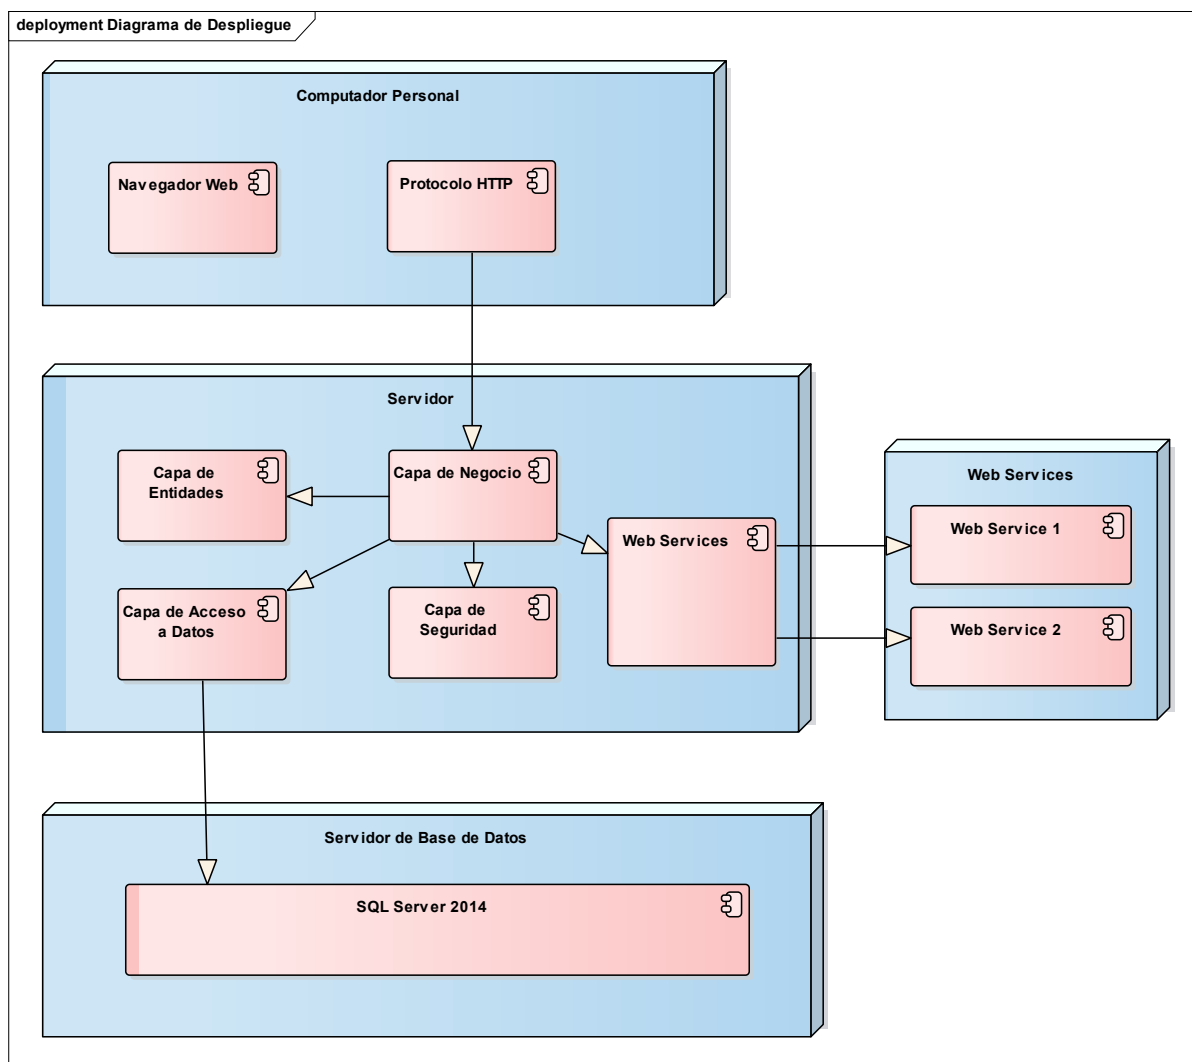 deployment Diagrama de Despliegue
Computador Personal
Navegador Web
Protocolo HTTP
Servidor
Capa de
Entidades
Capa de Negocio
Web Services
Capa de Acceso
a Datos
Capa de
Seguridad
Web Services
Web Service 1
Web Service 2
Servidor de Base de Datos
SQL Server 2014